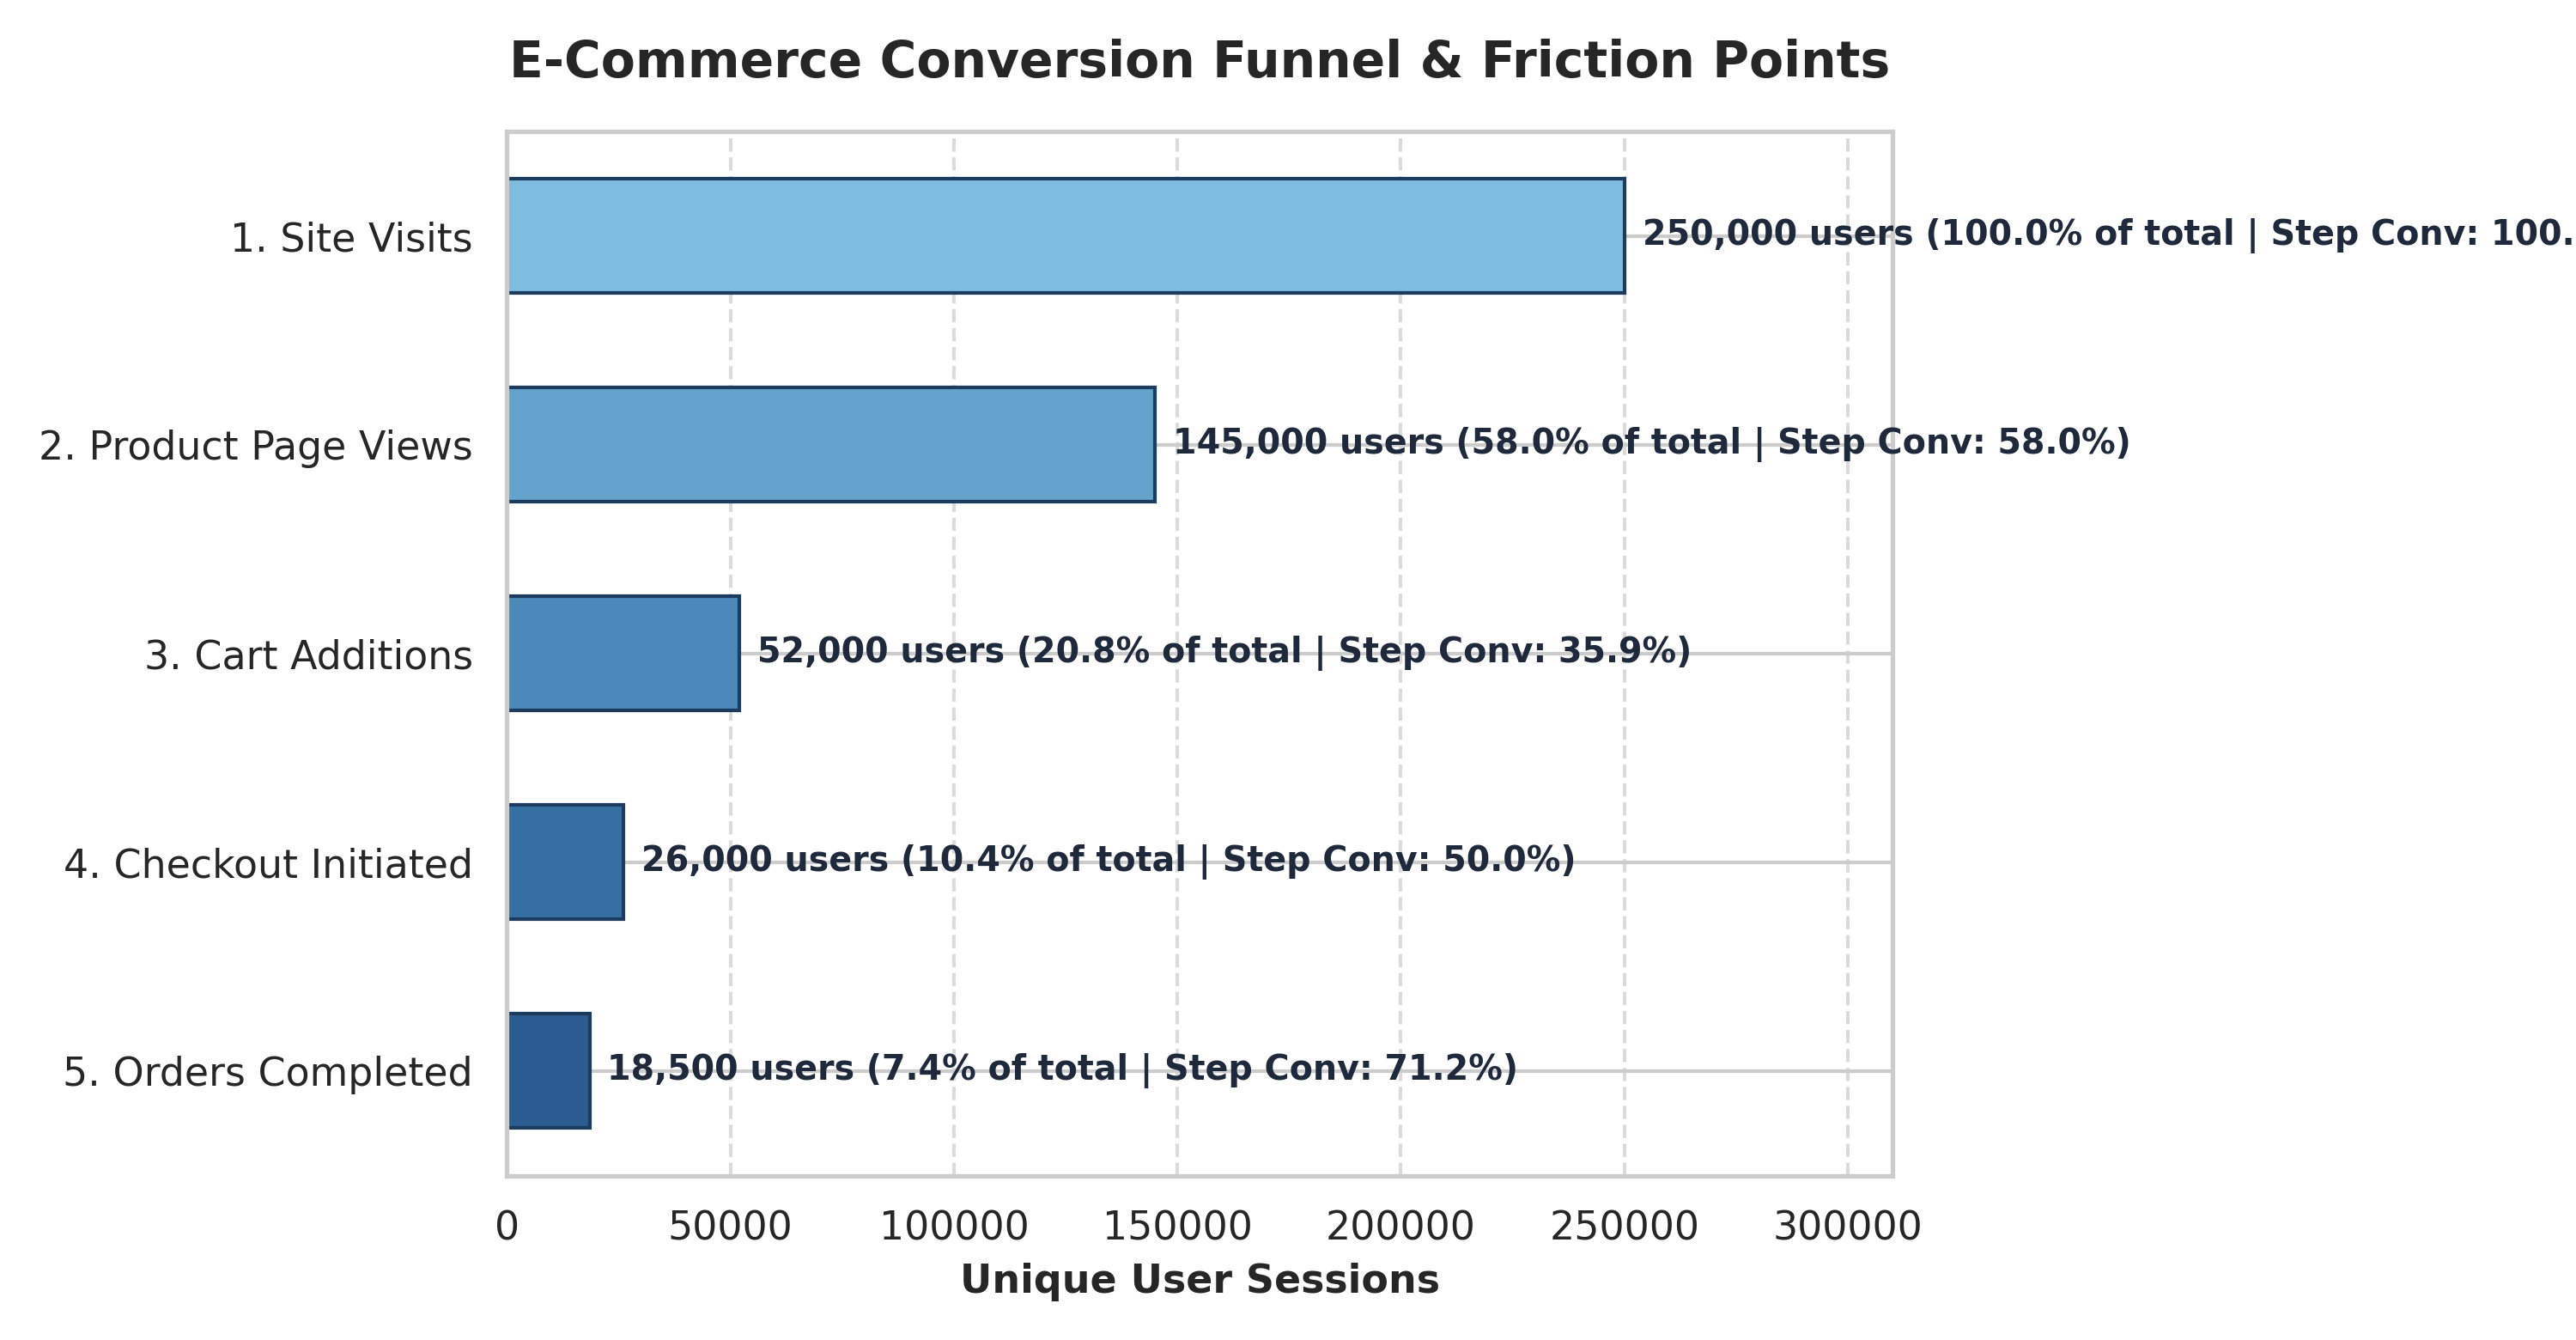 E-Commerce Conversion Funnel & Friction Points
1. Site Visits
250,000 users (100.0% of total | Step Conv: 100.
2. Product Page Views
145,000 users (58.0% of total | Step Conv: 58.0%)
3. Cart Additions
52,000 users (20.8% of total | Step Conv: 35.9%)
4. Checkout Initiated
26,000 users (10.4% of total | Step Conv: 50.0%)
5. Orders Completed
18,500 users (7.4% of total | Step Conv: 71.2%)
0 50000 100000 150000 200000 250000 300000
Unique User Sessions